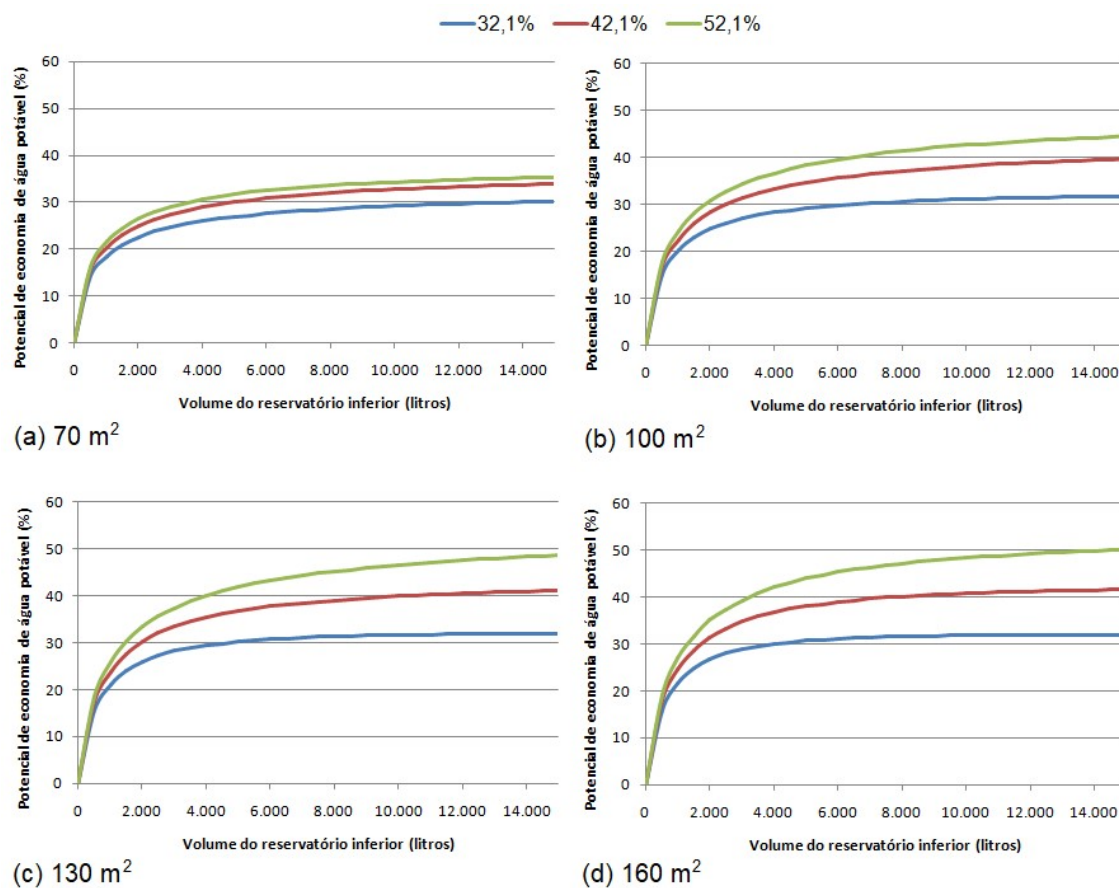 32,1% 42,1% 52,1%
Potencial de economia de água potável (%)
60
50
40
30
20
10
0
0 2.000 4.000 6.000 8.000 10.000 12.000 14.000
Volume do reservatório inferior (litros)
(a) 70 m²
Potencial de economia de água potável (%)
60
50
40
30
20
10
0
0 2.000 4.000 6.000 8.000 10.000 12.000 14.000
Volume do reservatório inferior (litros)
(b) 100 m²
Potencial de economia de água potável (%)
60
50
40
30
20
10
0
0 2.000 4.000 6.000 8.000 10.000 12.000 14.000
Volume do reservatório inferior (litros)
(c) 130 m²
Potencial de economia de água potável (%)
60
50
40
30
20
10
0
0 2.000 4.000 6.000 8.000 10.000 12.000 14.000
Volume do reservatório inferior (litros)
(d) 160 m²